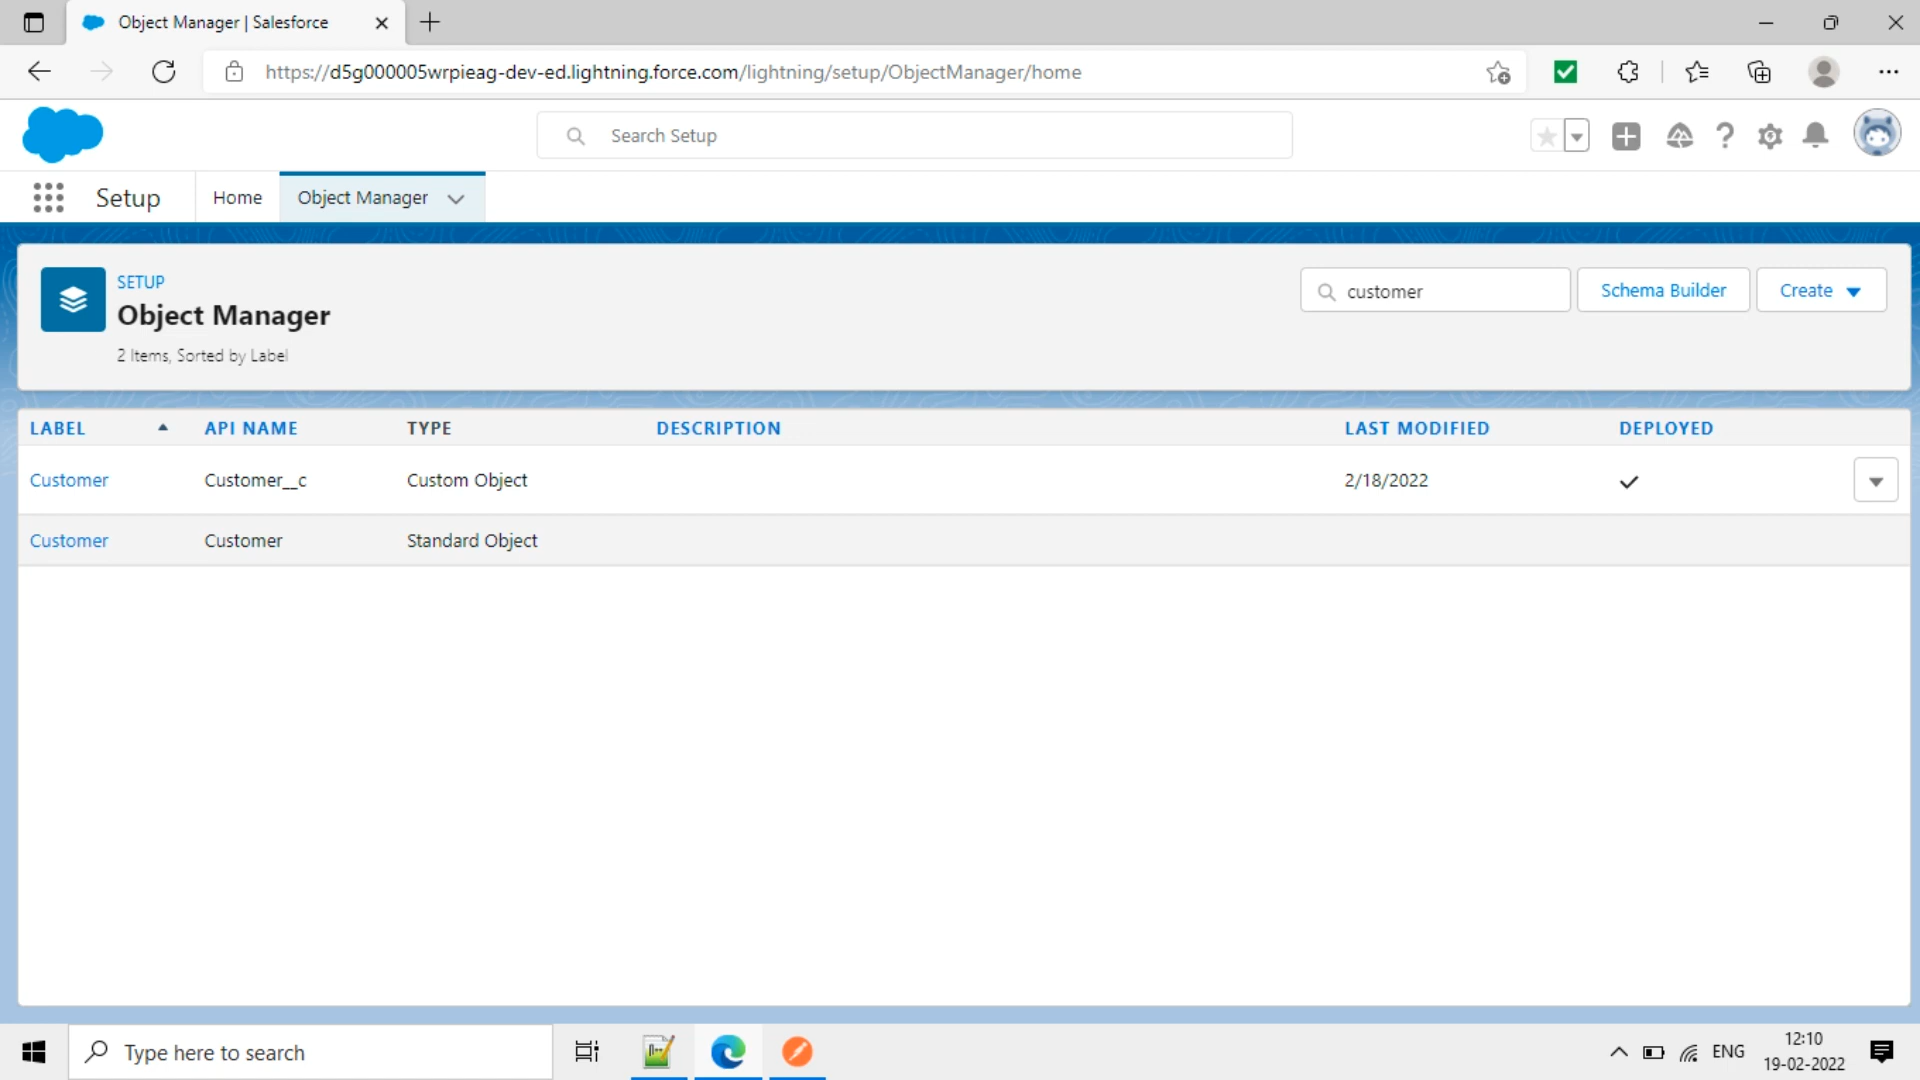 Object Manager | Salesforce
https://d5g000005wrpieag-dev-ed.lightning.force.com/lightning/setup/ObjectManager/home
Search Setup
Setup
Home
Object Manager
SETUP
Object Manager
2 Items, Sorted by Label
customer
Schema Builder
Create
LABEL API NAME TYPE DESCRIPTION LAST MODIFIED DEPLOYED
Customer Customer__c Custom Object 2/18/2022
Customer Customer Standard Object
Type here to search
ENG
12:10
19-02-2022